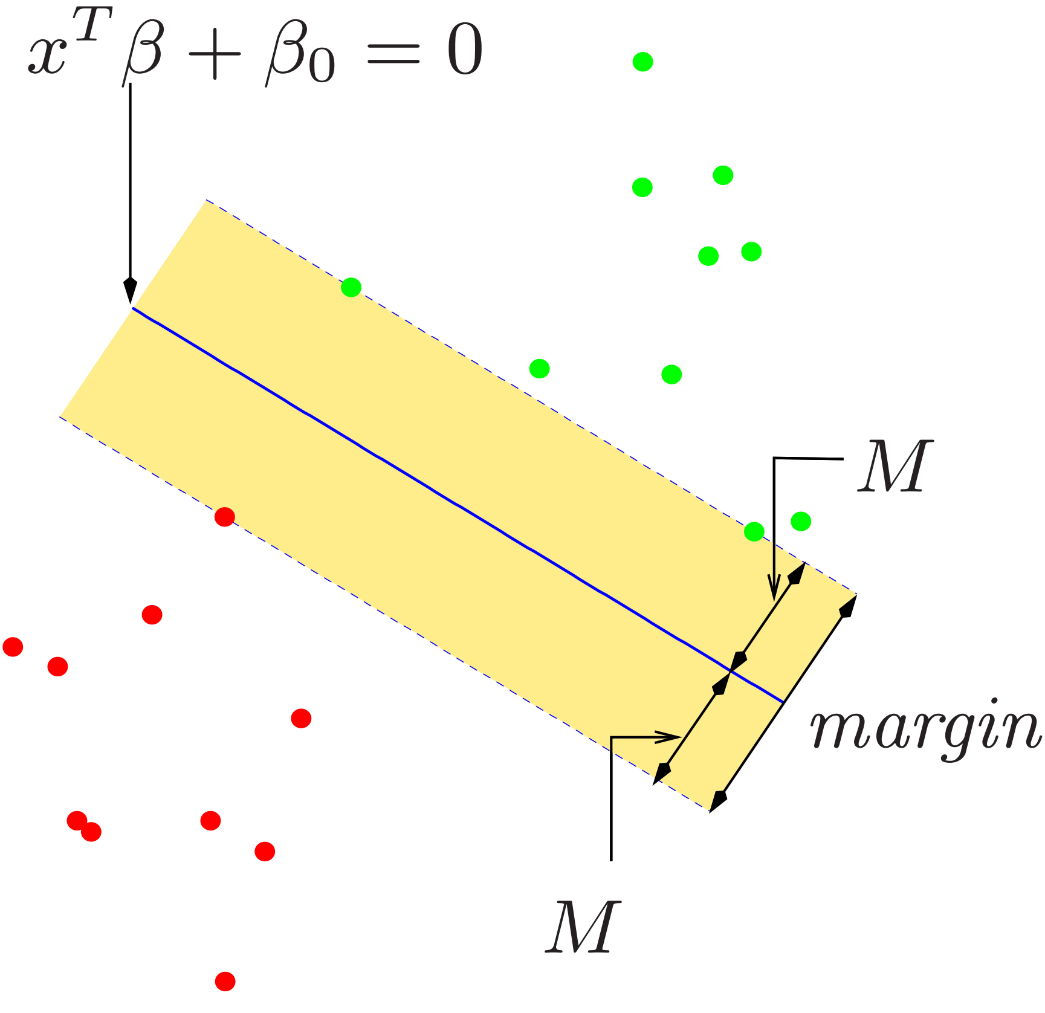 x^T β + β_0 = 0
M
margin
M